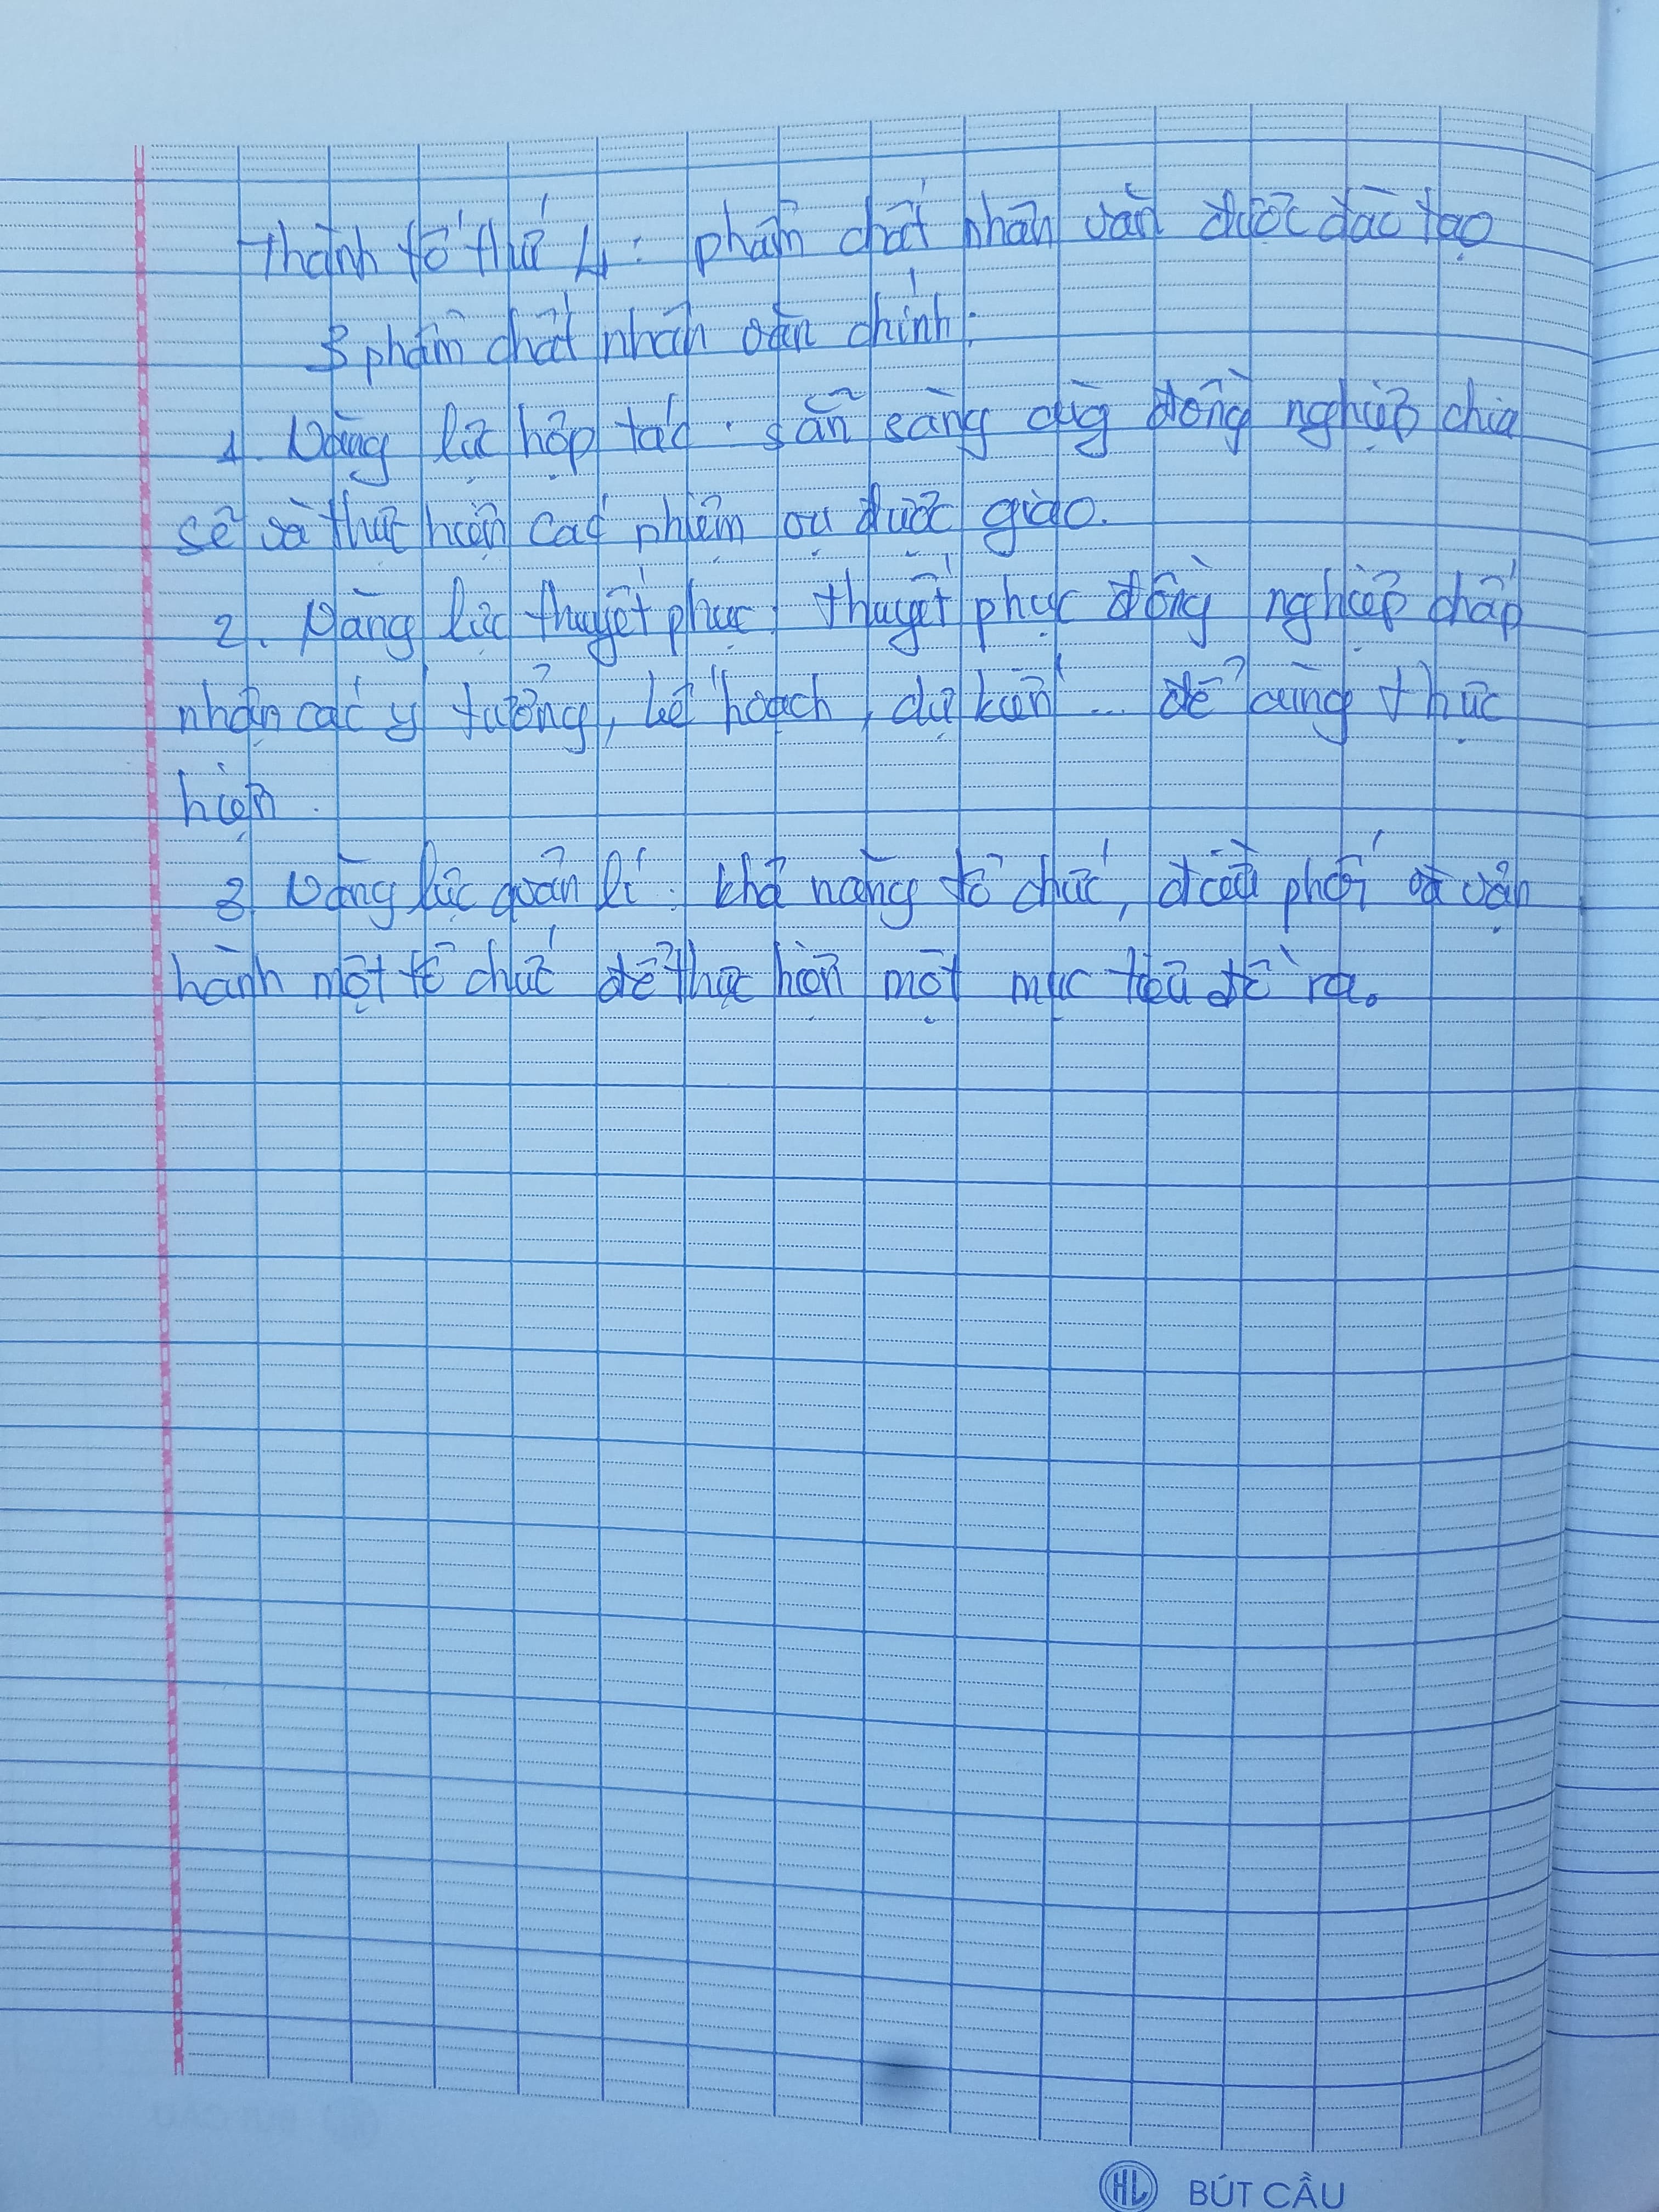 Thành tố thứ 4: phẩm chất nhân văn được đào tạo
3 phẩm chất nhân văn chính:
1. Năng lực hợp tác: sẵn sàng cùng đồng nghiệp chia
sẻ và thực hiện các nhiệm vụ được giao.
2. Năng lực thuyết phục: thuyết phục đồng nghiệp chấp
nhận các ý tưởng, kế hoạch, dự kiến ... để cùng thực
hiện.
3. Năng lực quản lí: khả năng tổ chức, điều phối và vận
hành một tổ chức để thực hiện một mục tiêu đề ra.
HL BÚT CẦU